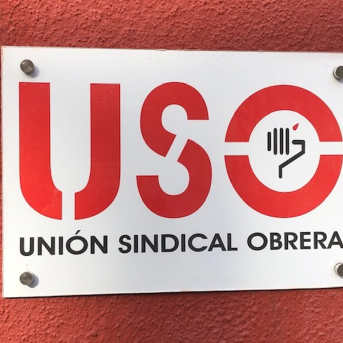 USO
UNIÓN SINDICAL OBRERA